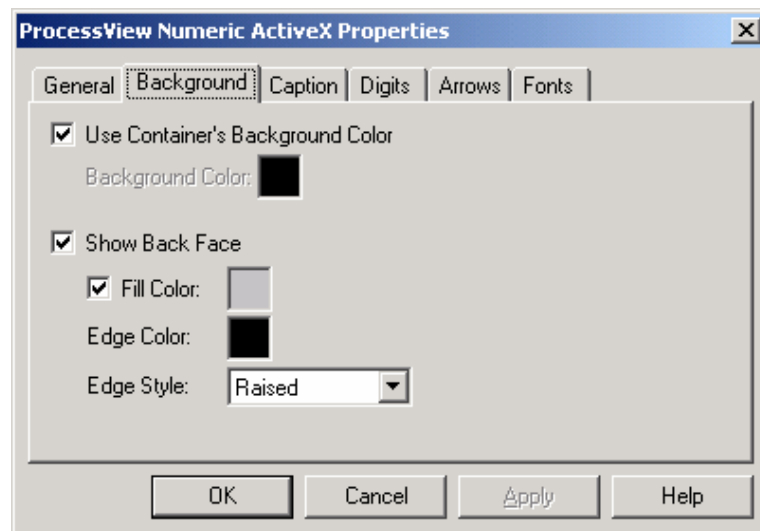 ProcessView Numeric ActiveX Properties
General Background Caption Digits Arrows Fonts
Use Container's Background Color
Background Color:
Show Back Face
Fill Color:
Edge Color:
Edge Style: Raised
OK Cancel Apply Help